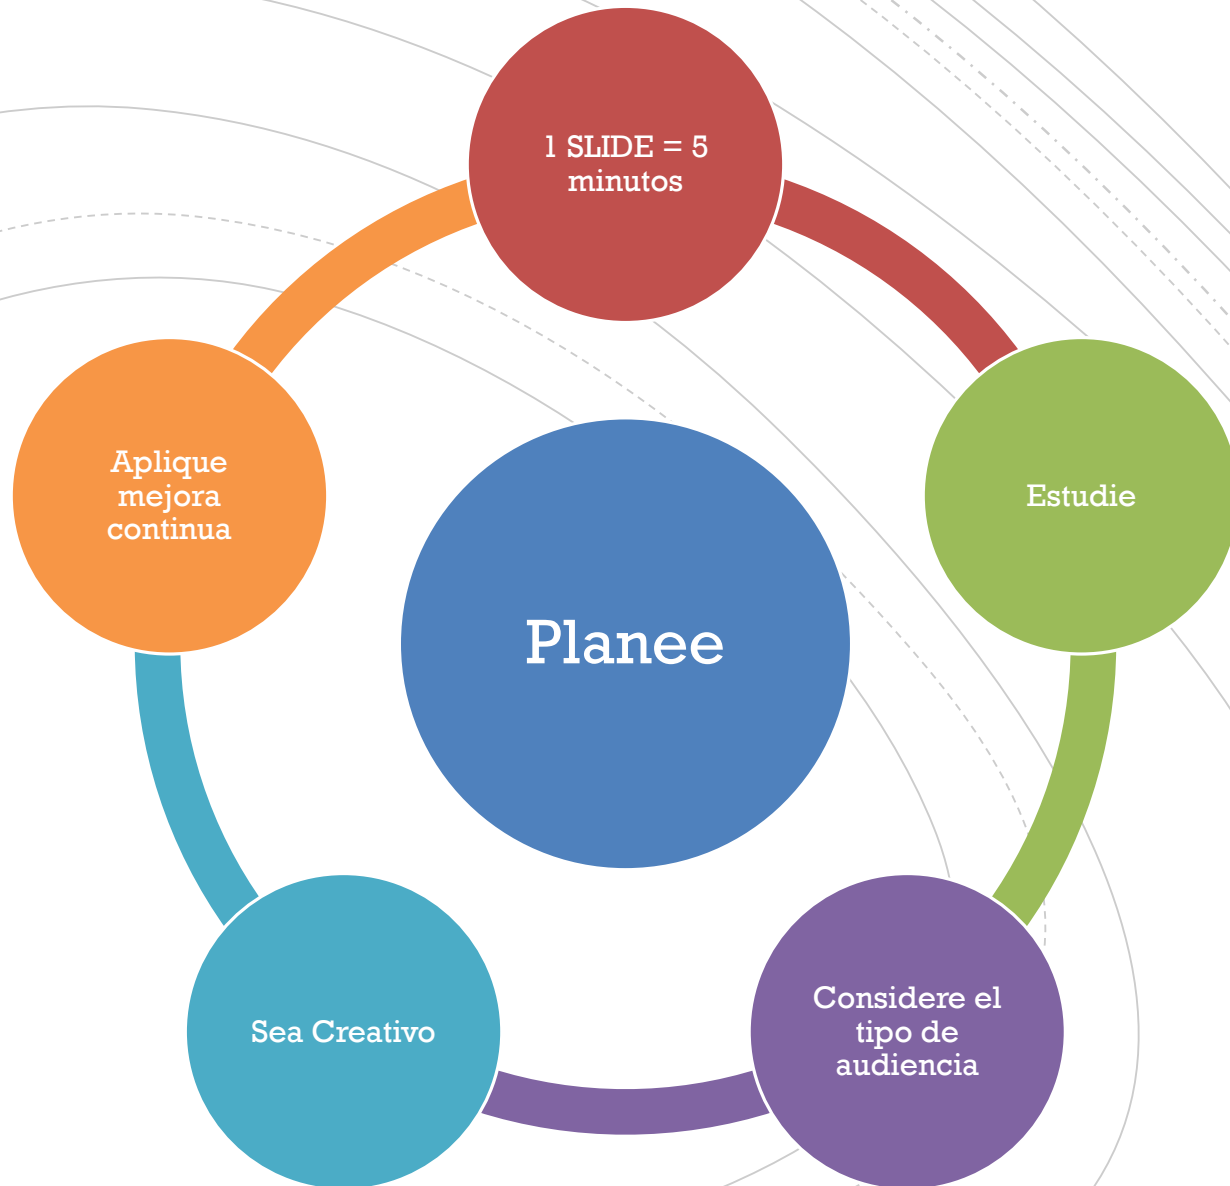 1 SLIDE = 5
minutos
Aplique
mejora
continua
Estudie
Planee
Sea Creativo
Considere el
tipo de
audiencia